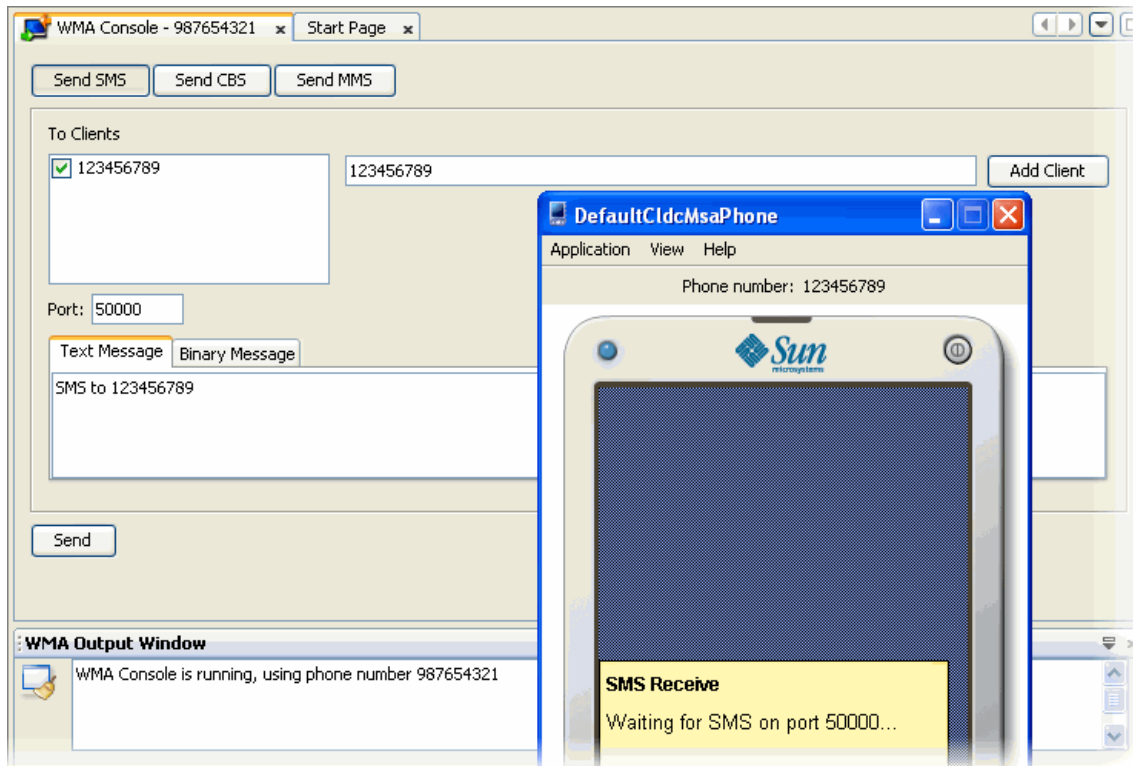 WMA Console - 987654321 x Start Page x
Send SMS Send CBS Send MMS
To Clients
123456789
123456789
Add Client
Port: 50000
Text Message Binary Message
SMS to 123456789
Send
WMA Output Window
WMA Console is running, using phone number 987654321
DefaultCldcMsaPhone
Application View Help
Phone number: 123456789
Sun
microsystems
SMS Receive
Waiting for SMS on port 50000...